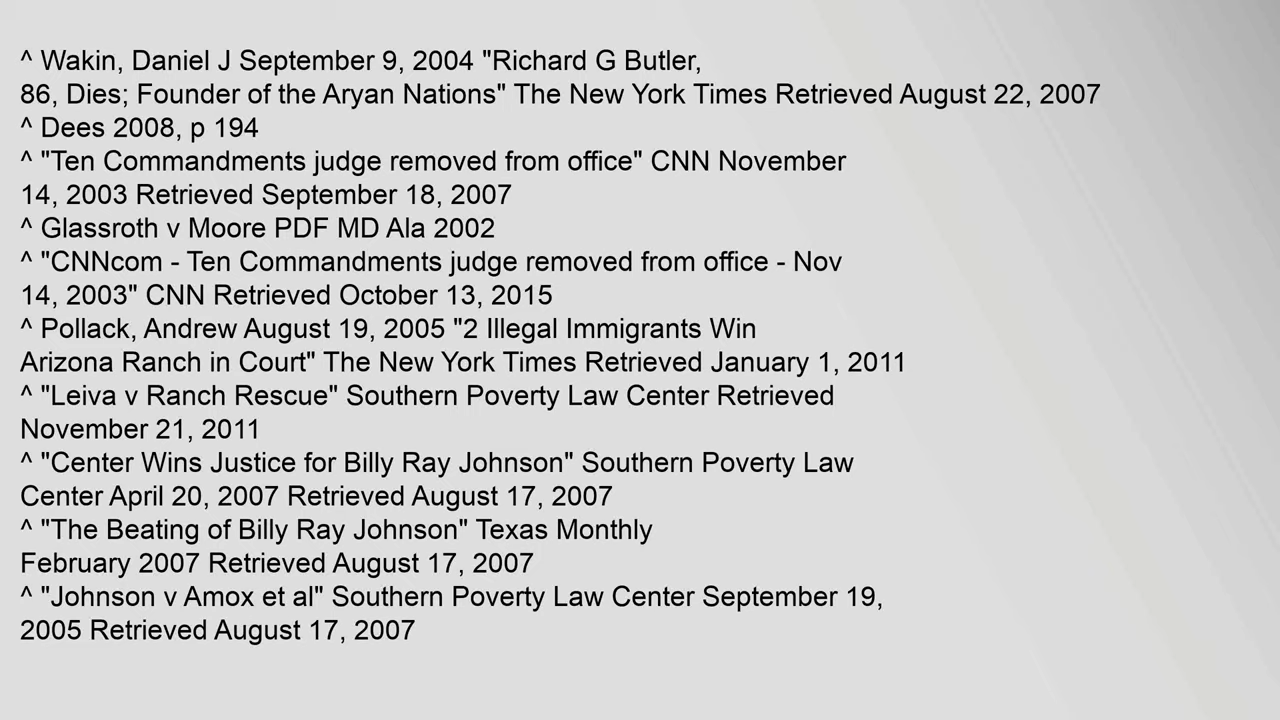 ^ Wakin, Daniel J September 9, 2004 "Richard G Butler,
86, Dies; Founder of the Aryan Nations" The New York Times Retrieved August 22, 2007
^ Dees 2008, p 194
^ "Ten Commandments judge removed from office" CNN November
14, 2003 Retrieved September 18, 2007
^ Glassroth v Moore PDF MD Ala 2002
^ "CNNcom - Ten Commandments judge removed from office - Nov
14, 2003" CNN Retrieved October 13, 2015
^ Pollack, Andrew August 19, 2005 "2 Illegal Immigrants Win
Arizona Ranch in Court" The New York Times Retrieved January 1, 2011
^ "Leiva v Ranch Rescue" Southern Poverty Law Center Retrieved
November 21, 2011
^ "Center Wins Justice for Billy Ray Johnson" Southern Poverty Law
Center April 20, 2007 Retrieved August 17, 2007
^ "The Beating of Billy Ray Johnson" Texas Monthly
February 2007 Retrieved August 17, 2007
^ "Johnson v Amox et al" Southern Poverty Law Center September 19,
2005 Retrieved August 17, 2007